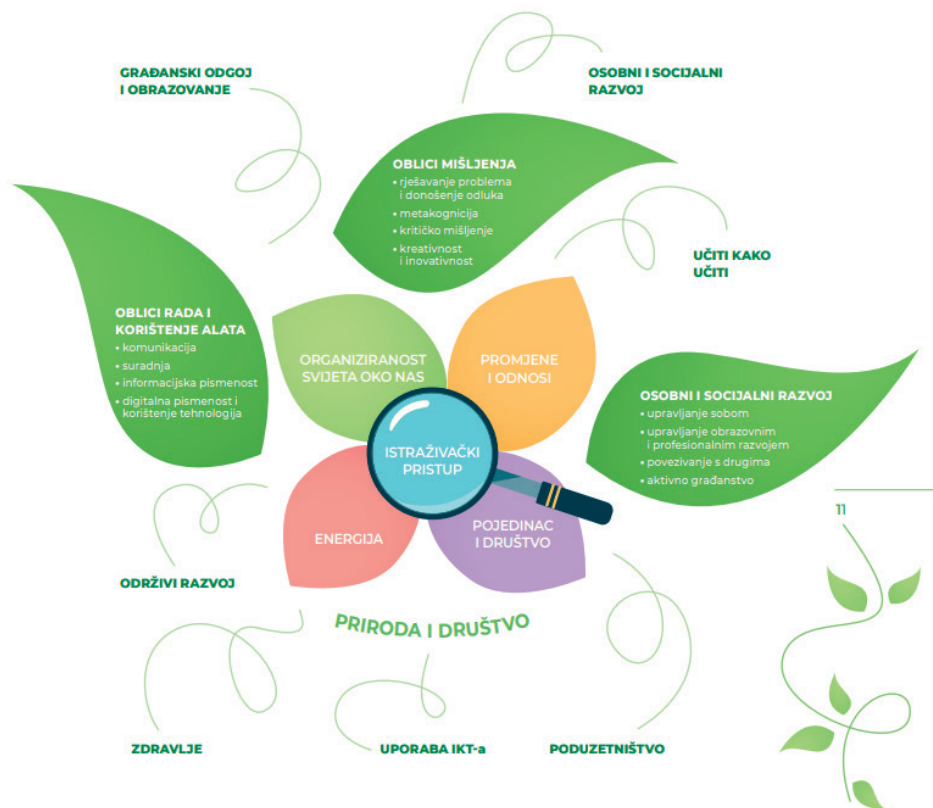 GRAĐANSKI ODGOJ
I OBRAZOVANJE
OSOBNI I SOCIJALNI
RAZVOJ
OBLICI MIŠLJENJA
• rješavanje problema
i donošenje odluka
• metakognicija
• kritičko mišljenje
• kreativnost
i inovativnost
UČITI KAKO
UČITI
OBLICI RADA I
KORIŠTENJE ALATA
• komunikacija
• suradnja
• informacijska pismenost
• digitalna pismenost i
korištenje tehnologija
ORGANIZIRANOST
SVIJETA OKO NAS
PROMJENE
I ODNOSI
OSOBNI I SOCIJALNI RAZVOJ
• upravljanje sobom
• upravljanje obrazovnim
i profesionalnim razvojem
• povezivanje s drugima
• aktivno građanstvo
ISTRAŽIVAČKI
PRISTUP
11
ENERGIJA
POJEDINAC
I DRUŠTVO
ODRŽIVI RAZVOJ
PRIRODA I DRUŠTVO
ZDRAVLJE
UPORABA IKT-a
PODUZETNIŠTVO